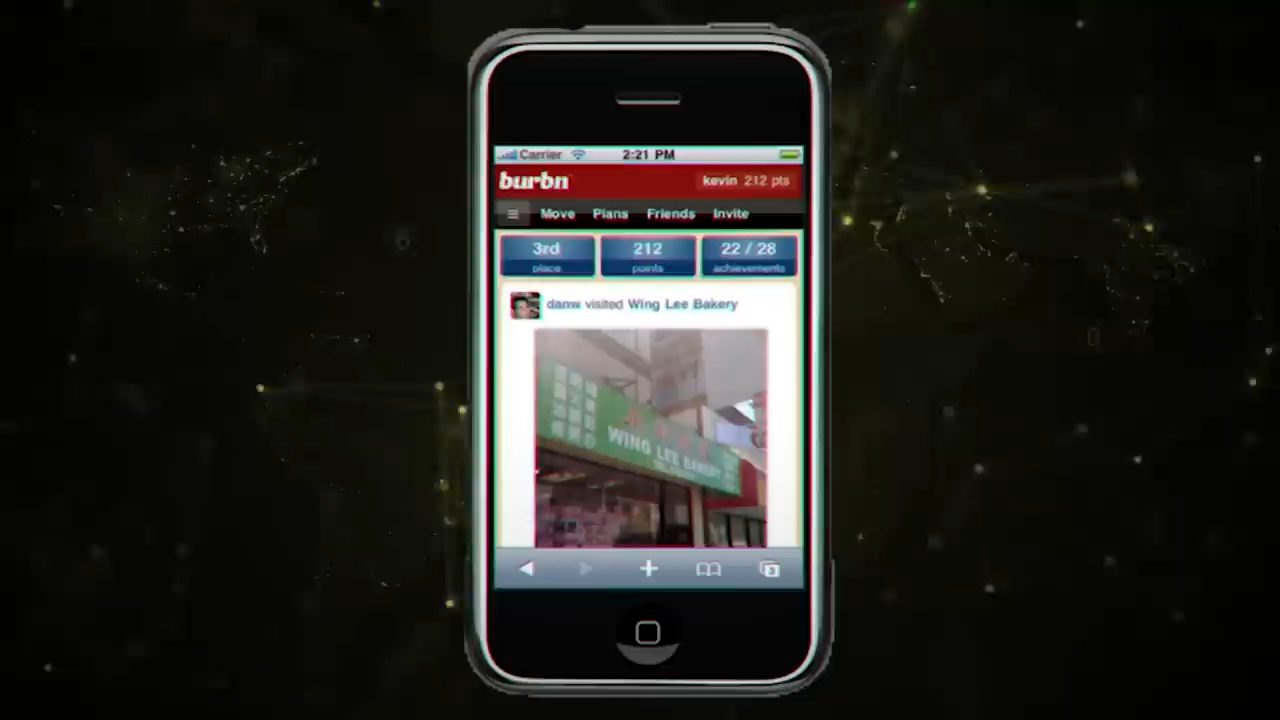 Carrier 2:21 PM
burbn kevin 212 pts
Move Plans Friends Invite
3rd 212 22 / 28
place points achievements
danw visited Wing Lee Bakery
WING LEE BAKERY
3